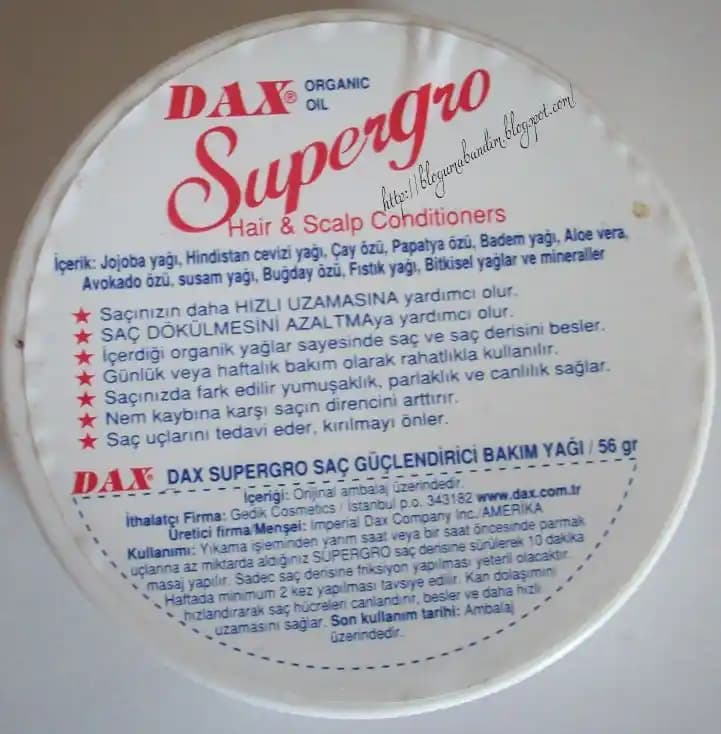 DAX® ORGANIC OIL
Supergro
http://blogumabandim.blogspot.com/
Hair & Scalp Conditioners
İçerik: Jojoba yağı, Hindistan cevizi yağı, Çay özü, Papatya özü, Badem yağı, Aloe vera,
Avokado özü, susam yağı, Buğday özü, Fıstık yağı, Bitkisel yağlar ve mineraller
★ Saçınızın daha HIZLI UZAMASINA yardımcı olur.
★ SAÇ DÖKÜLMESİNİ AZALTMAya yardımcı olur.
★ İçerdiği organik yağlar sayesinde saç ve saç derisini besler.
★ Günlük veya haftalık bakım olarak rahatlıkla kullanılır.
★ Saçınızda fark edilir yumuşaklık, parlaklık ve canlılık sağlar.
★ Nem kaybına karşı saçın direncini arttırır.
★ Saç uçlarını tedavi eder, kırılmayı önler.
DAX® DAX SUPERGRO SAÇ GÜÇLENDİRİCİ BAKIM YAĞI / 56 gr
İçeriği: Orijinal ambalaj üzerindedir.
İthalatçı Firma: Gedik Cosmetics / İstanbul p.o. 343182 www.dax.com.tr
Üretici firma/Menşei: Imperial Dax Company Inc./AMERİKA
Kullanımı: Yıkama işleminden yarım saat veya bir saat öncesinde parmak
uçlarına az miktarda aldığınız SUPERGRO saç derisine sürülerek 10 dakika
masaj yapılır. Sadec saç derisine friksiyon yapılması yeterli olacaktır.
Haftada minimum 2 kez yapılması tavsiye edilir. Kan dolaşımını
hızlandırarak saç hücreleri canlandırır, besler ve daha hızlı
uzamasını sağlar. Son kullanım tarihi: Ambalaj
üzerindedir.